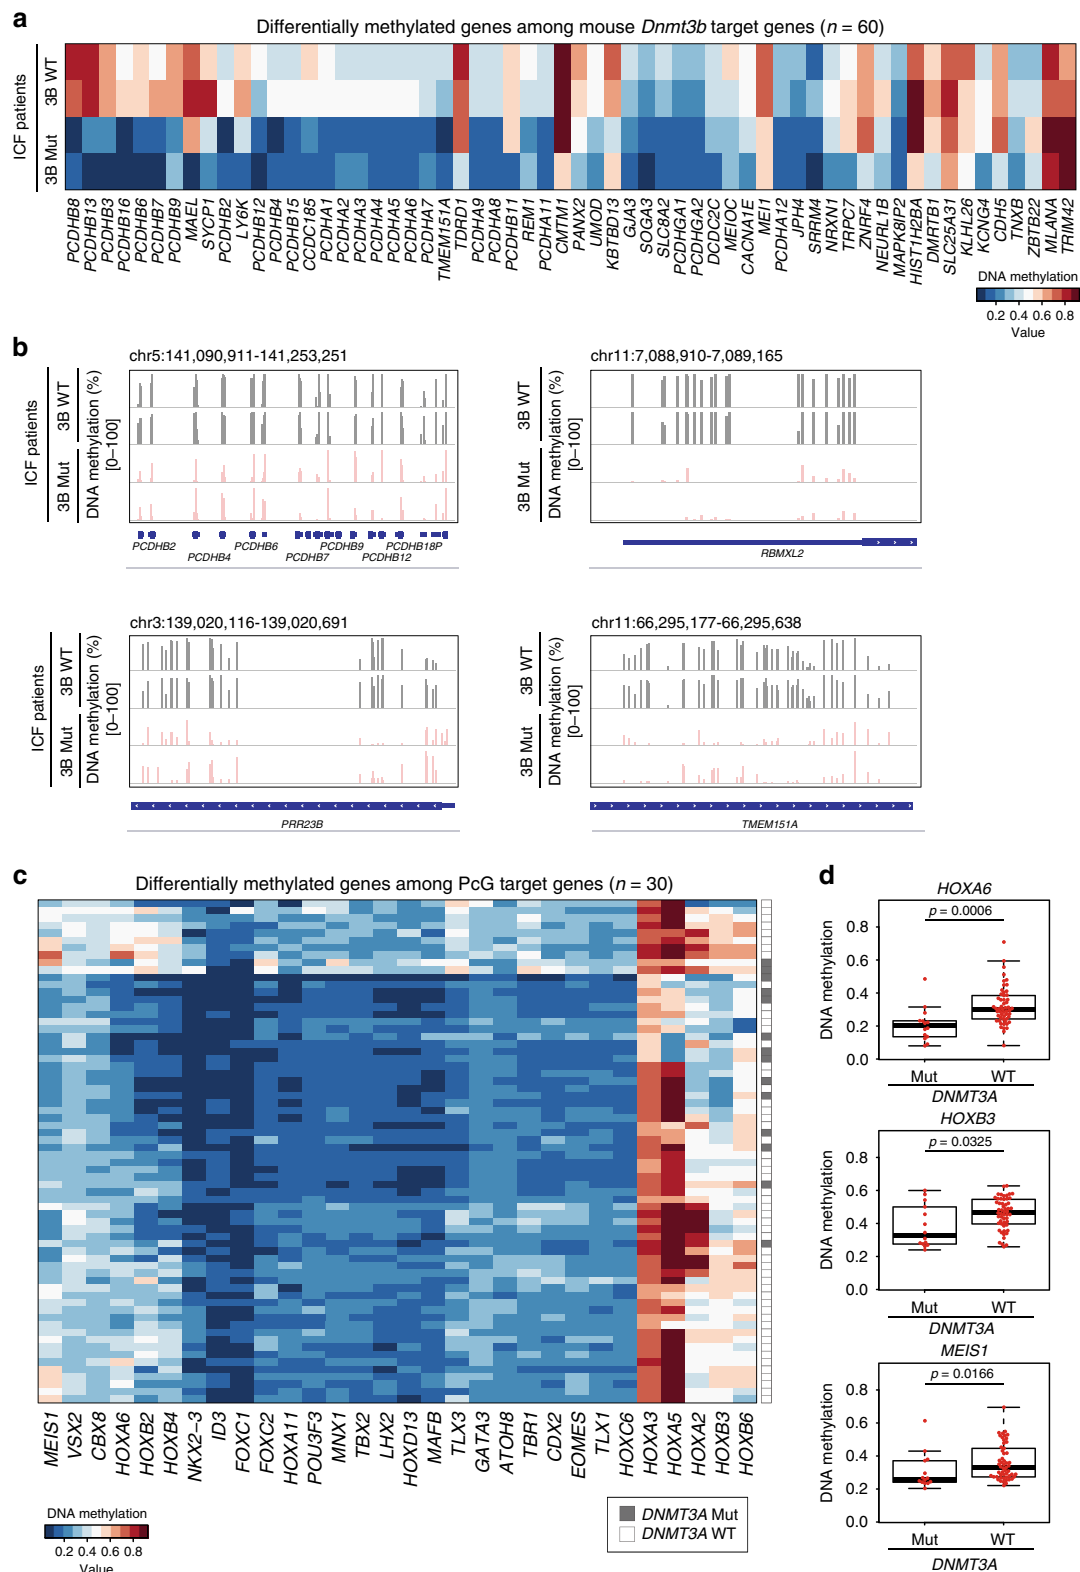 a
Differentially methylated genes among mouse Dnmt3b target genes (n = 60)
ICF patients
3B WT
3B Mut
PCDHB8
PCDHB13
PCDHB3
PCDHB16
PCDHB6
PCDHB7
PCDHB9
MAEL
SYCP1
PCDHB2
LY6K
PCDHB12
PCDHB4
PCDHB15
CCDC185
PCDHA1
PCDHA2
PCDHA3
PCDHA4
PCDHA5
PCDHA6
PCDHA7
TMEM151A
TDRD1
PCDHA9
PCDHA8
PCDHB11
REM1
PCDHA11
CMTM1
PANX2
UMOD
KBTBD13
GJA3
SOGA3
SLC8A2
PCDHGA1
PCDHGA2
DCDC2C
MEIOC
CACNA1E
MEI1
PCDHA12
JPH4
SRRM4
NRXN1
TRPC7
ZNRF4
NEURL1B
MAPK8IP2
HIST1H2BA
DMRTB1
SLC25A31
KLHL26
KCNG4
CDH5
TNXB
ZBTB22
MLANA
TRIM42
DNA methylation
0.2 0.4 0.6 0.8
Value
b
chr5:141,090,911-141,253,251
ICF patients
3B WT
3B Mut
DNA methylation (%)
[0–100]
PCDHB2
PCDHB4
PCDHB6
PCDHB7
PCDHB9
PCDHB12
PCDHB18P
chr11:7,088,910-7,089,165
3B WT
3B Mut
DNA methylation (%)
[0–100]
RBMXL2
chr3:139,020,116-139,020,691
ICF patients
3B WT
3B Mut
DNA methylation (%)
[0–100]
PRR23B
chr11:66,295,177-66,295,638
3B WT
3B Mut
DNA methylation (%)
[0–100]
TMEM151A
c
Differentially methylated genes among PcG target genes (n = 30)
MEIS1
VSX2
CBX8
HOXA6
HOXB2
HOXB4
NKX2−3
ID3
FOXC1
FOXC2
HOXA11
POU3F3
MNX1
TBX2
LHX2
HOXD13
MAFB
TLX3
GATA3
ATOH8
TBR1
CDX2
EOMES
TLX1
HOXC6
HOXA3
HOXA5
HOXA2
HOXB3
HOXB6
DNA methylation
0.2 0.4 0.6 0.8
Value
DNMT3A Mut
DNMT3A WT
d
HOXA6
p = 0.0006
DNA methylation
0.8
0.6
0.4
0.2
0.0
Mut WT
DNMT3A
HOXB3
p = 0.0325
DNA methylation
0.8
0.6
0.4
0.2
0.0
Mut WT
DNMT3A
MEIS1
p = 0.0166
DNA methylation
0.8
0.6
0.4
0.2
0.0
Mut WT
DNMT3A